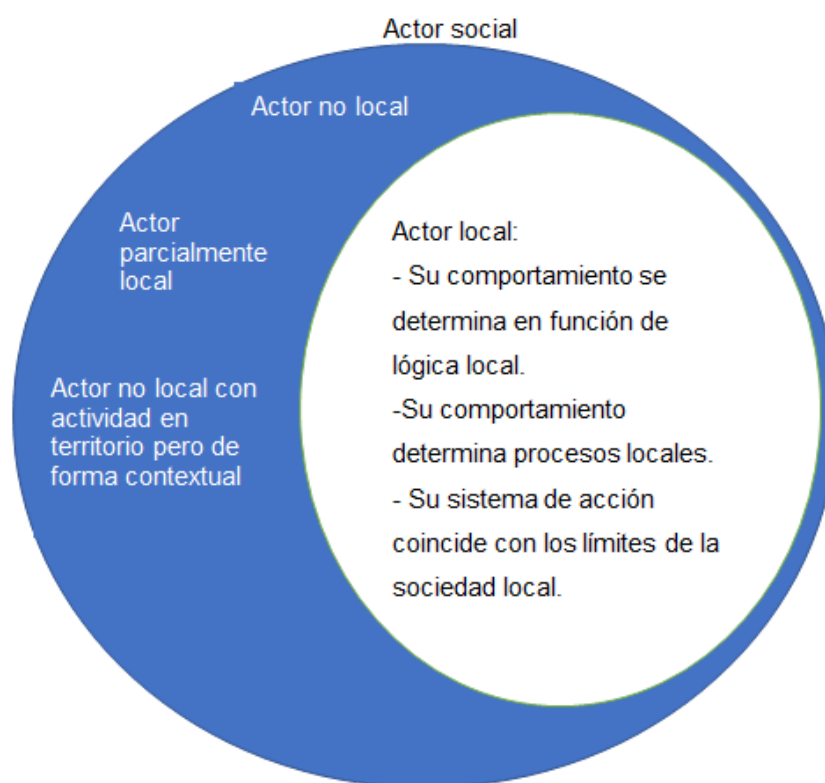 Actor social
Actor no local
Actor
parcialmente
local
Actor no local con
actividad en
territorio pero de
forma contextual
Actor local:
- Su comportamiento se
determina en función de
lógica local.
-Su comportamiento
determina procesos locales.
- Su sistema de acción
coincide con los límites de la
sociedad local.